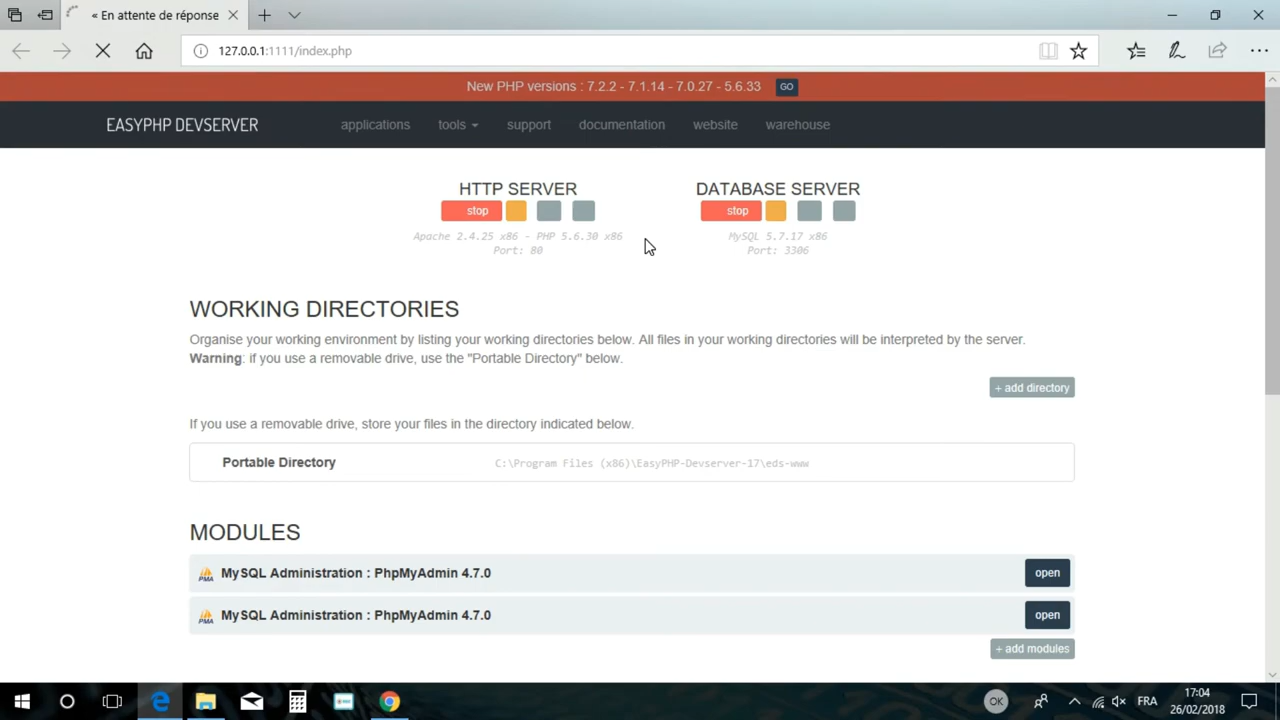 « En attente de réponse
127.0.0.1:1111/index.php
New PHP versions : 7.2.2 - 7.1.14 - 7.0.27 - 5.6.33 GO
EASYPHP DEVSERVER applications tools support documentation website warehouse
HTTP SERVER DATABASE SERVER
stop stop
Apache 2.4.25 x86 - PHP 5.6.30 x86 MySQL 5.7.17 x86
Port: 80 Port: 3306
WORKING DIRECTORIES
Organise your working environment by listing your working directories below. All files in your working directories will be interpreted by the server.
Warning: if you use a removable drive, use the "Portable Directory" below.
+ add directory
If you use a removable drive, store your files in the directory indicated below.
Portable Directory C:\Program Files (x86)\EasyPHP-Devserver-17\eds-www
MODULES
PMA MySQL Administration : PhpMyAdmin 4.7.0 open
PMA MySQL Administration : PhpMyAdmin 4.7.0 open
+ add modules
OK FRA 17:04
26/02/2018